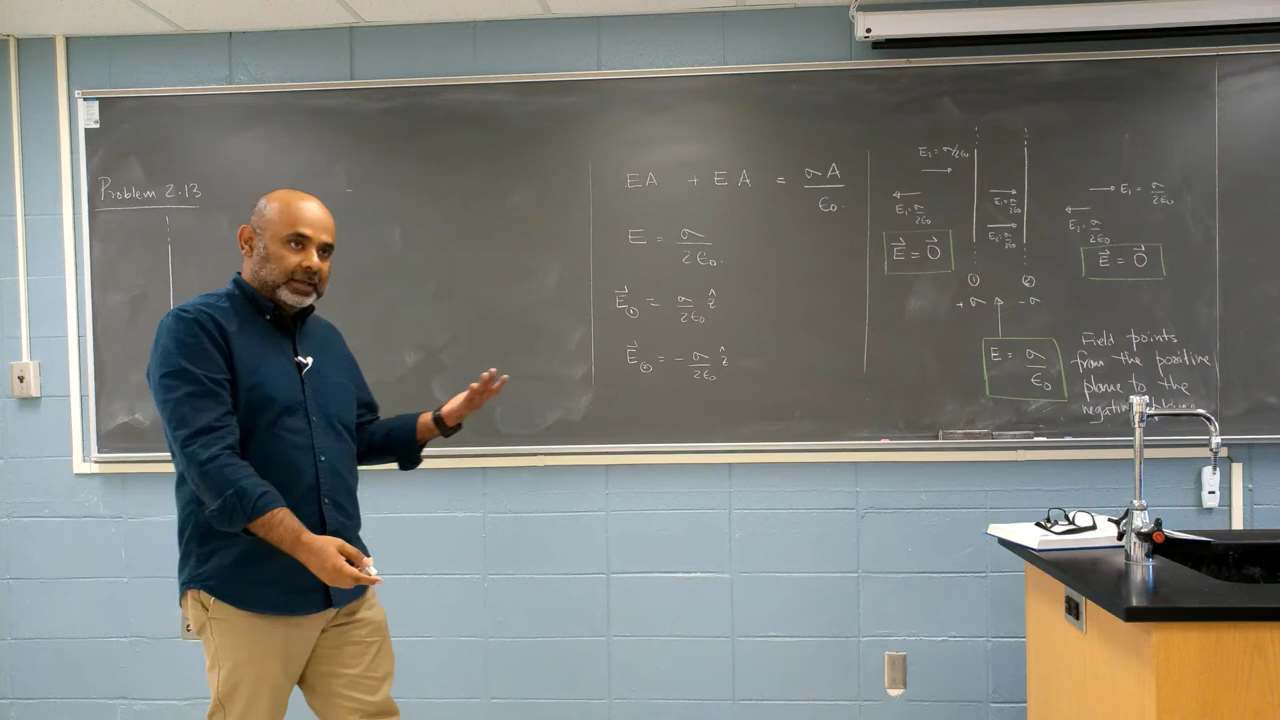 Problem 2.13
EA + EA = σA/ε₀.
E = σ/2ε₀.
E⃗① = σ/2ε₀ ẑ
E⃗② = - σ/2ε₀ ẑ
E₂ = σ/2ε₀
E₁ = σ/2ε₀
E⃗ = 0⃗
E₁ = σ/2ε₀
E₂ = σ/2ε₀
① ②
+σ -σ
E = σ/ε₀
E₁ = σ/2ε₀
E₂ = σ/2ε₀
E⃗ = 0⃗
Field points
from the positive
plane to the
negative